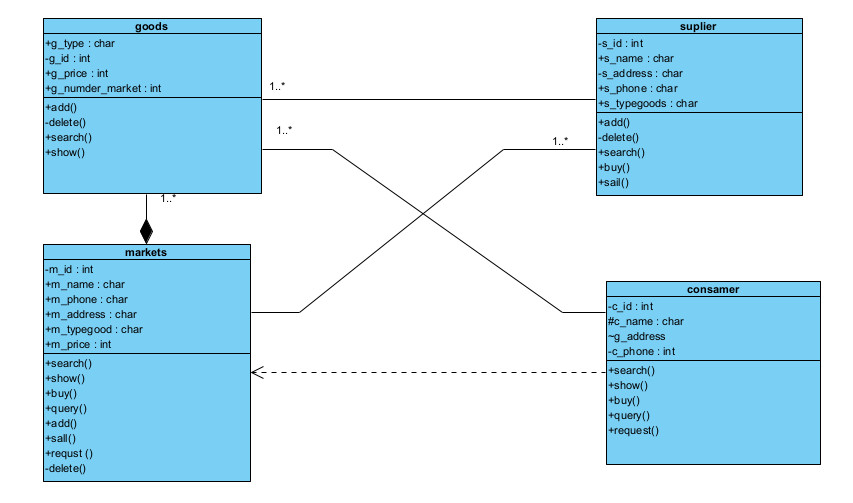 goods
+g_type : char
-g_id : int
+g_price : int
+g_numder_market : int
+add()
-delete()
+search()
+show()
suplier
-s_id : int
+s_name : char
-s_address : char
+s_phone : char
+s_typegoods : char
+add()
-delete()
+search()
+buy()
+sail()
1..*
1..*
1..*
1..*
markets
-m_id : int
+m_name : char
+m_phone : char
+m_address : char
+m_typegood : char
+m_price : int
+search()
+show()
+buy()
+query()
+add()
+sall()
+requst ()
-delete()
consamer
-c_id : int
#c_name : char
~g_address
-c_phone : int
+search()
+show()
+buy()
+query()
+request()